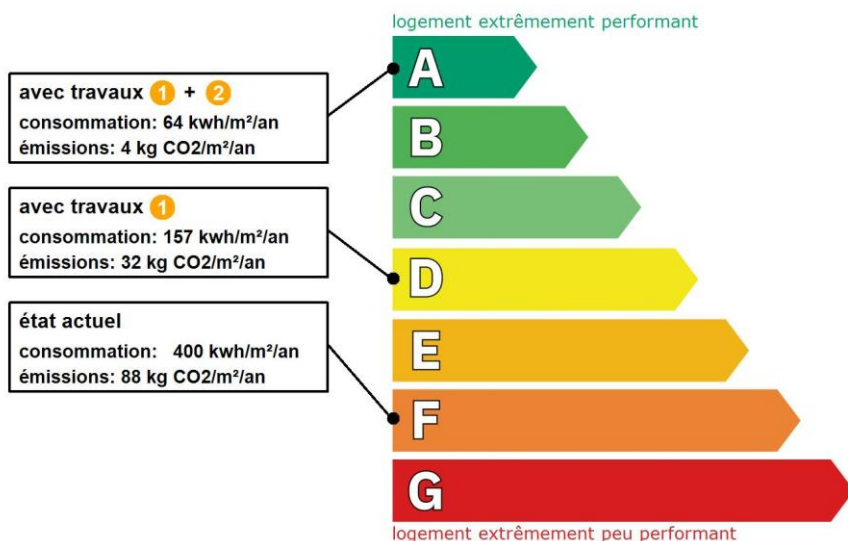 logement extrêmement performant
A
avec travaux 1 + 2
consommation: 64 kwh/m²/an
émissions: 4 kg CO2/m²/an
B
C
avec travaux 1
consommation: 157 kwh/m²/an
émissions: 32 kg CO2/m²/an
D
état actuel
consommation: 400 kwh/m²/an
émissions: 88 kg CO2/m²/an
E
F
G
logement extrêmement peu performant